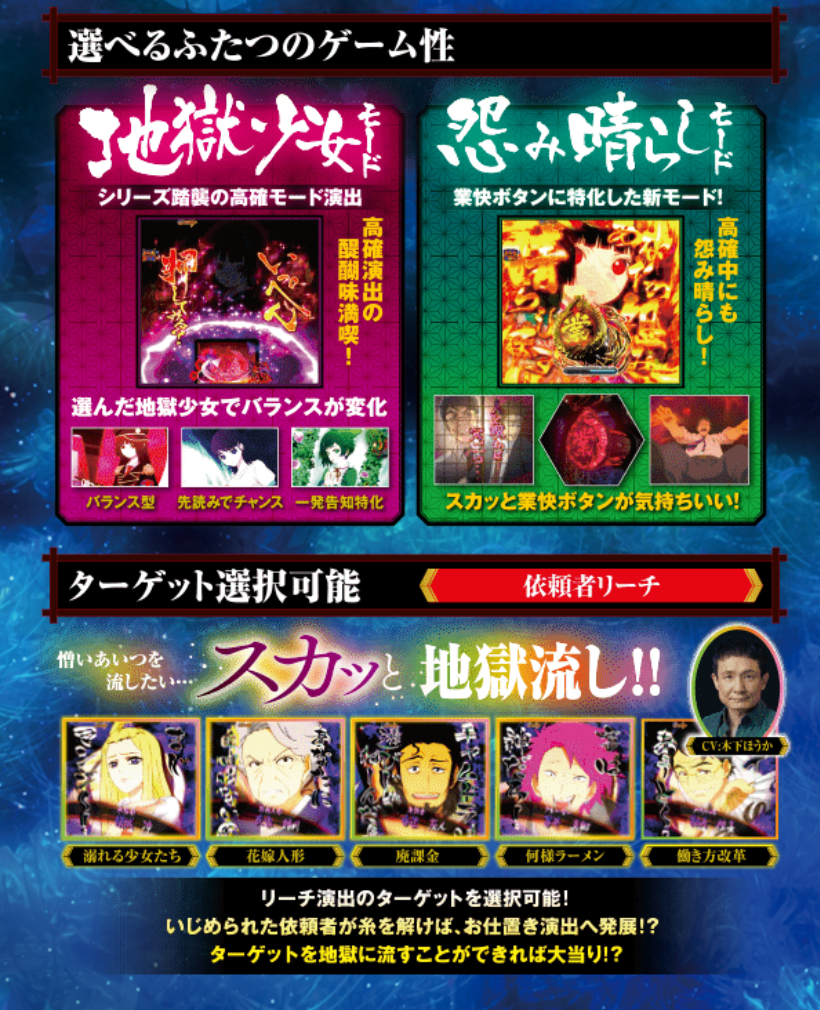 選べるふたつのゲーム性
地獄少女モード
シリーズ踏襲の高確モード演出
高確演出の
醍醐味満喫！
いっぺん
選んだ地獄少女でバランスが変化
バランス型
先読みでチャンス
一発告知特化
怨み晴らしモード
業快ボタンに特化した新モード!
高確中にも
怨み晴らし！
業
スカッと業快ボタンが気持ちいい!
ターゲット選択可能
依頼者リーチ
憎いあいつを
流したい…
スカッと地獄流し!!
CV:木下ほうか
溺れる少女たち
花嫁人形
廃課金
何様ラーメン
働き方改革
リーチ演出のターゲットを選択可能!
いじめられた依頼者が糸を解けば、お仕置き演出へ発展!?
ターゲットを地獄に流すことができれば大当り!?